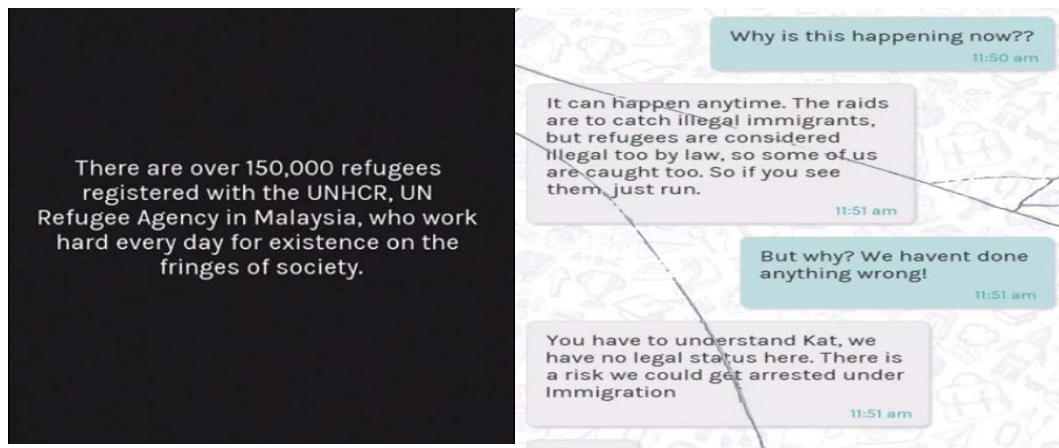 There are over 150,000 refugees
registered with the UNHCR, UN
Refugee Agency in Malaysia, who work
hard every day for existence on the
fringes of society.
Why is this happening now??
11:50 am
It can happen anytime. The raids
are to catch illegal immigrants,
but refugees are considered
illegal too by law, so some of us
are caught too. So if you see
them, just run.
11:51 am
But why? We havent done
anything wrong!
11:51 am
You have to understand Kat, we
have no legal status here. There is
a risk we could get arrested under
Immigration
11:51 am